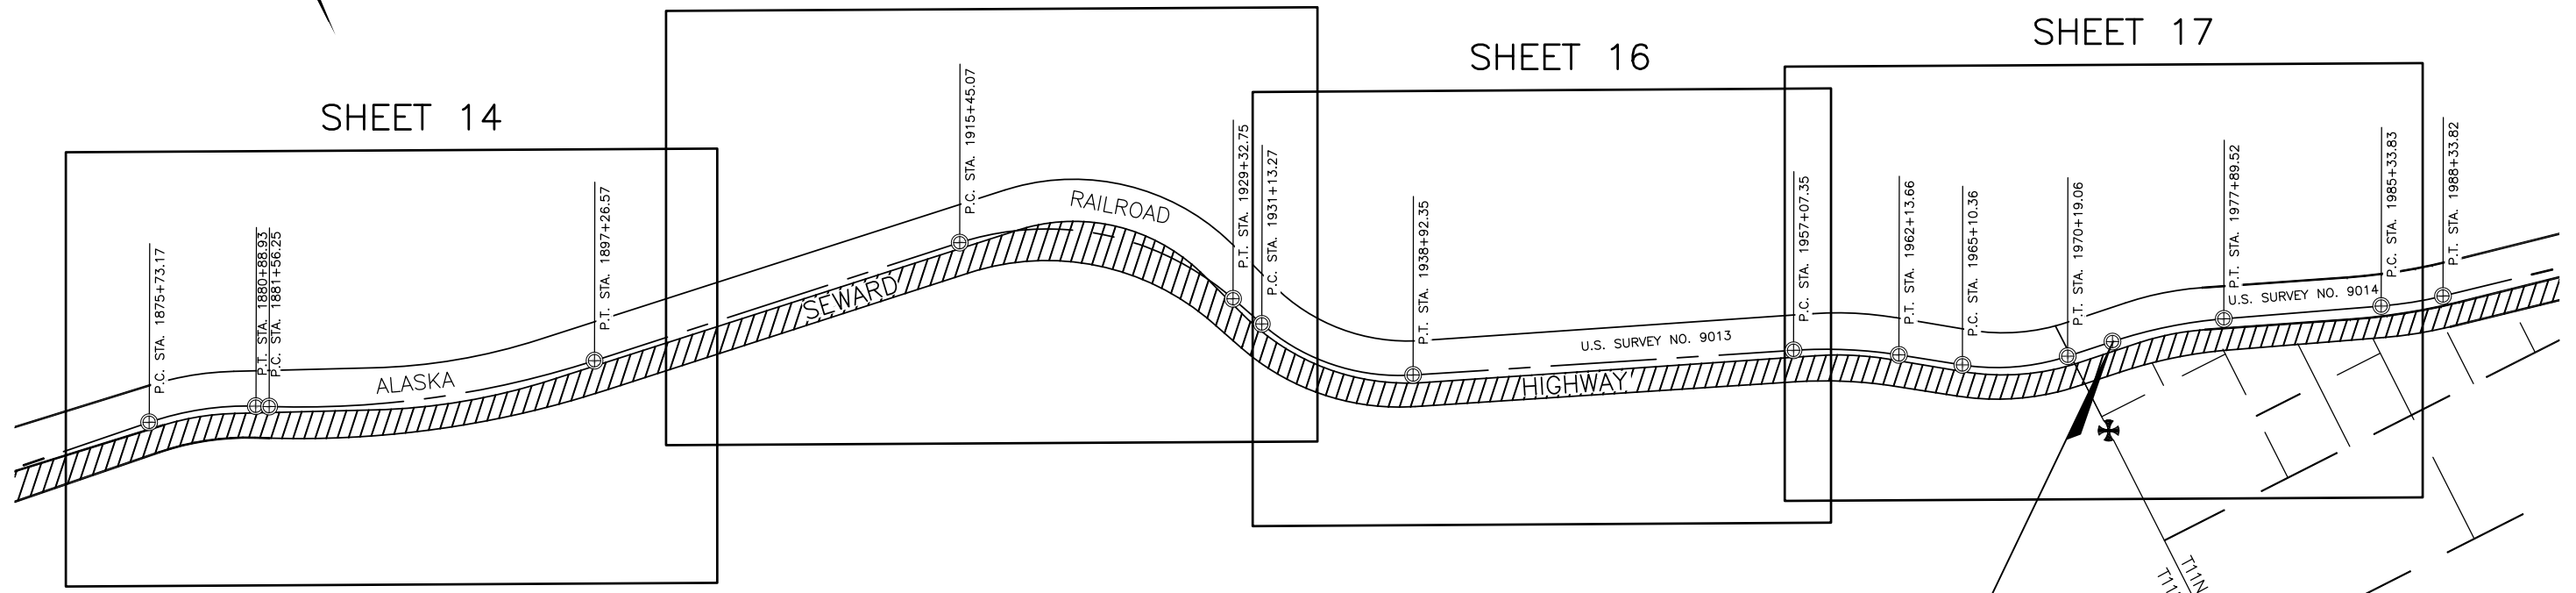 SHEET 14
SHEET 16
SHEET 17
P.C. STA. 1875+73.17
P.T. STA. 1880+88.93
P.C. STA. 1881+56.25
P.T. STA. 1897+26.57
P.C. STA. 1915+45.07
P.T. STA. 1929+32.75
P.C. STA. 1931+13.27
P.T. STA. 1938+92.35
P.C. STA. 1957+07.35
P.T. STA. 1962+13.66
P.C. STA. 1965+10.36
P.T. STA. 1970+19.06
P.T. STA. 1977+89.52
P.C. STA. 1985+33.83
P.T. STA. 1988+33.82
ALASKA
RAILROAD
SEWARD
HIGHWAY
U.S. SURVEY NO. 9013
U.S. SURVEY NO. 9014
T11N